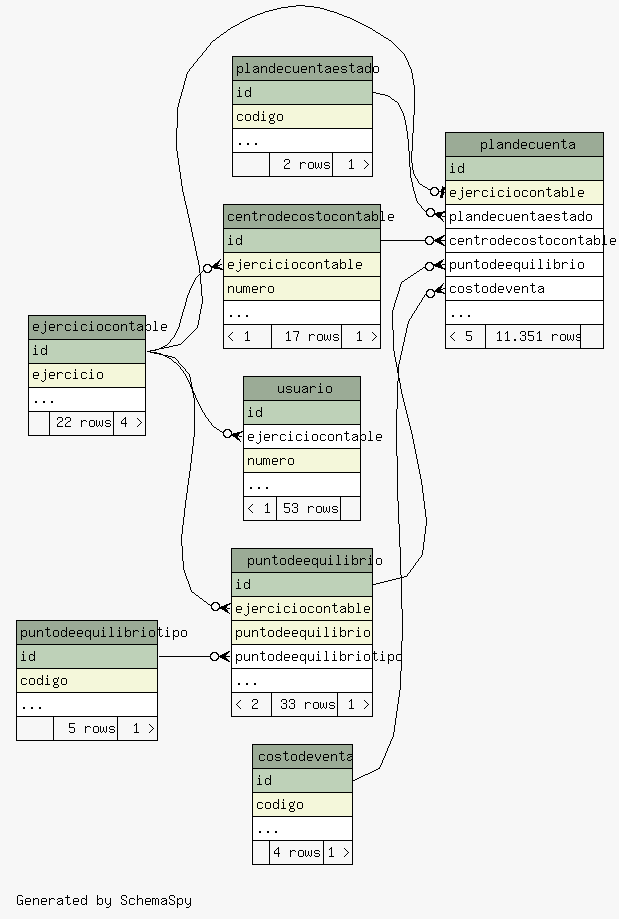 plandecuentaestado
id
codigo
...
2 rows 1 >
plandecuenta
id
ejerciciocontable
plandecuentaestado
centrodecostocontable
puntodeequilibrio
costodeventa
...
< 5 11.351 rows
centrodecostocontable
id
ejerciciocontable
numero
...
< 1 17 rows 1 >
ejerciciocontable
id
ejercicio
...
22 rows 4 >
usuario
id
ejerciciocontable
numero
...
< 1 53 rows
puntodeequilibrio
id
ejerciciocontable
puntodeequilibrio
puntodeequilibriotipo
...
< 2 33 rows 1 >
puntodeequilibriotipo
id
codigo
...
5 rows 1 >
costodeventa
id
codigo
...
4 rows 1 >
Generated by SchemaSpy